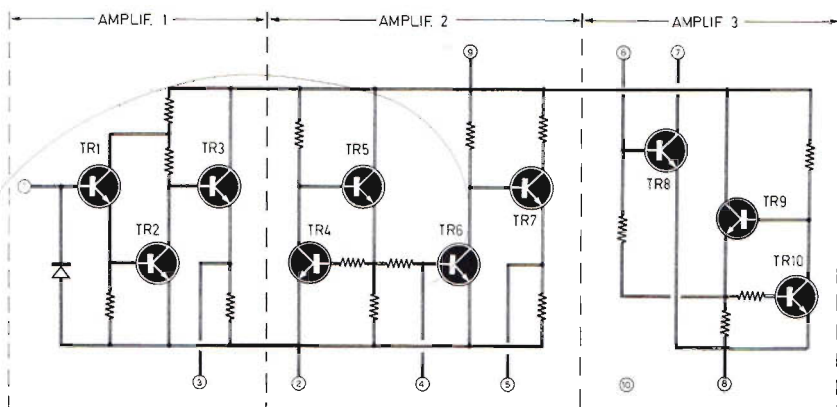 AMPLIF. 1
AMPLIF. 2
AMPLIF 3
9
6
7
TR1
TR3
TR5
TR8
TR7
TR9
TR2
TR4
TR6
TR10
3
2
4
5
10
8